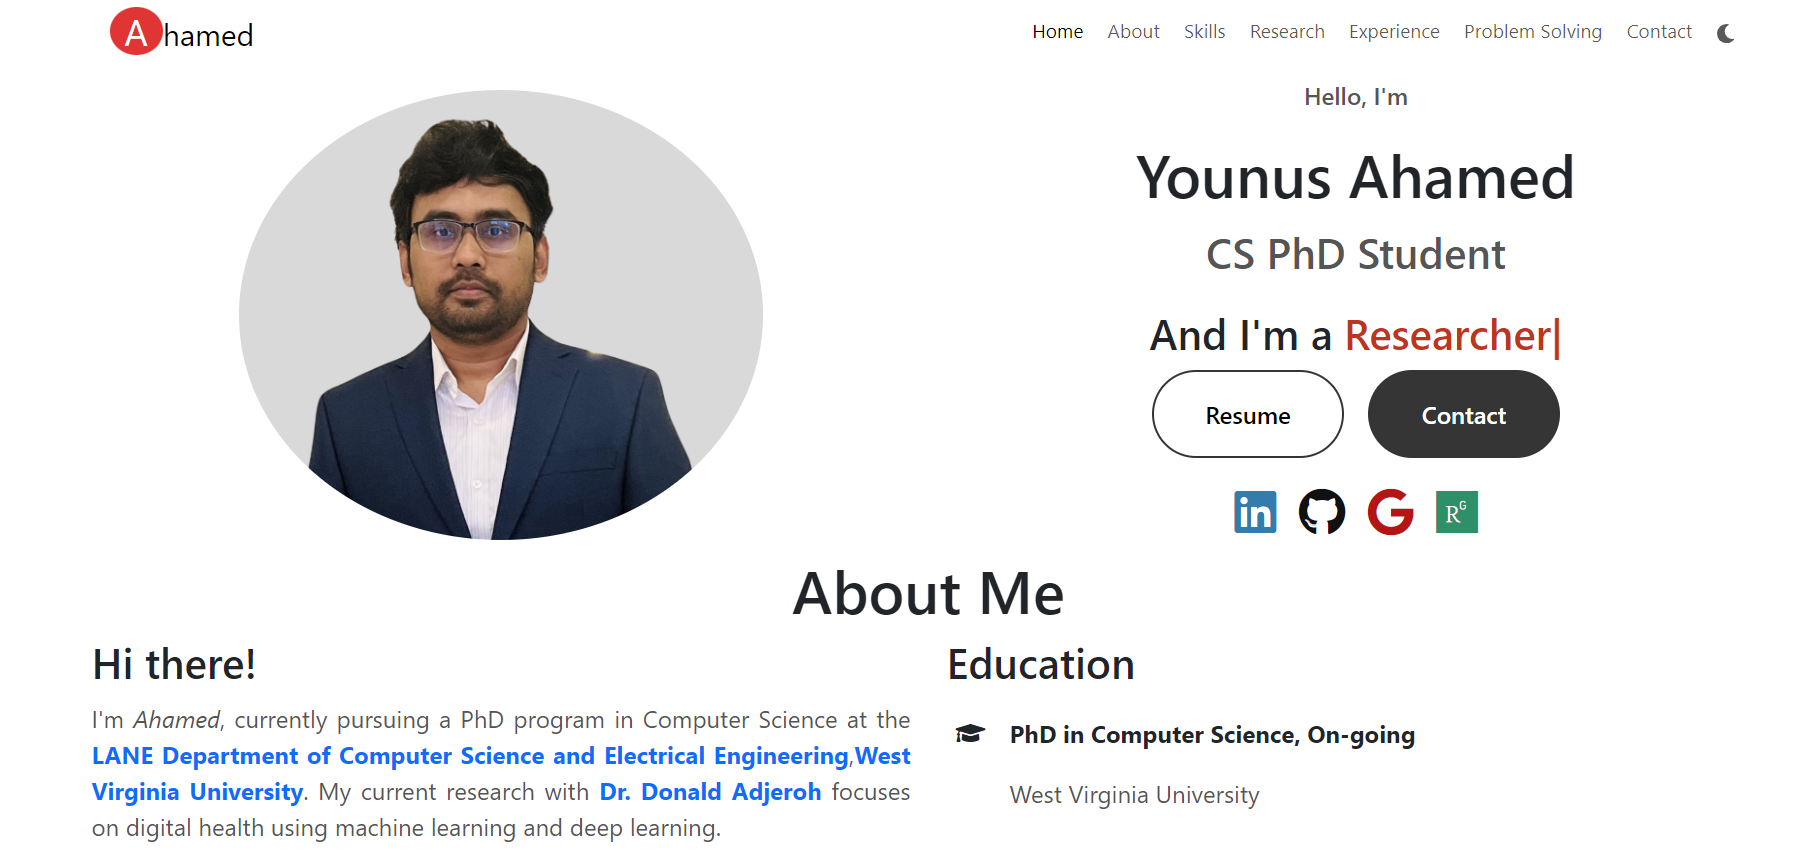 Ahamed
Home About Skills Research Experience Problem Solving Contact
Hello, I'm
Younus Ahamed
CS PhD Student
And I'm a Researcher|
Resume Contact
in G RG
About Me
Hi there!
I'm Ahamed, currently pursuing a PhD program in Computer Science at the
LANE Department of Computer Science and Electrical Engineering,West
Virginia University. My current research with Dr. Donald Adjeroh focuses
on digital health using machine learning and deep learning.
Education
PhD in Computer Science, On-going
West Virginia University